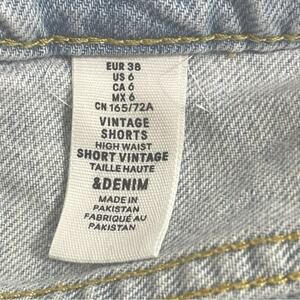 EUR 38
US 6
CA 6
MX 6
CN 165/72A
VINTAGE
SHORTS
HIGH WAIST
SHORT VINTAGE
TAILLE HAUTE
&DENIM
MADE IN
PAKISTAN
FABRIQUÉ AU
PAKISTAN